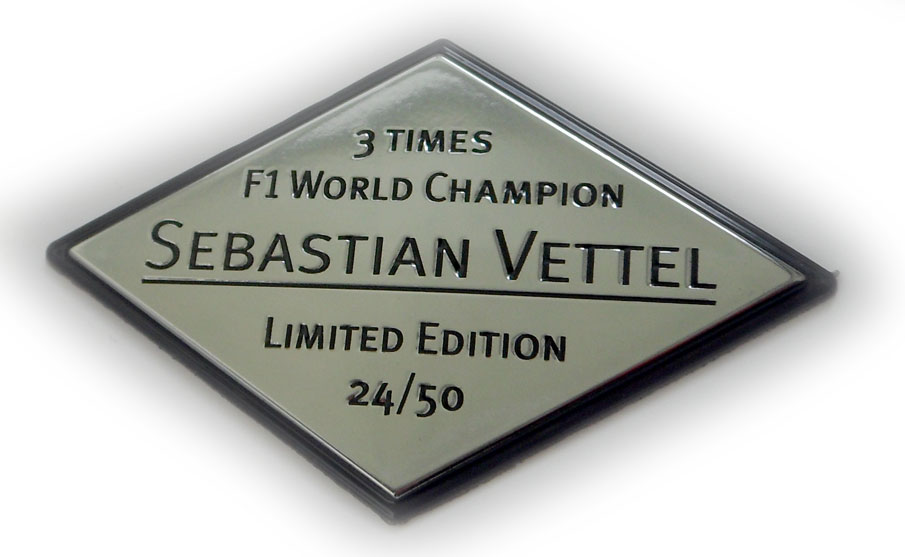 3 TIMES
F1 WORLD CHAMPION
SEBASTIAN VETTEL
LIMITED EDITION
24/50